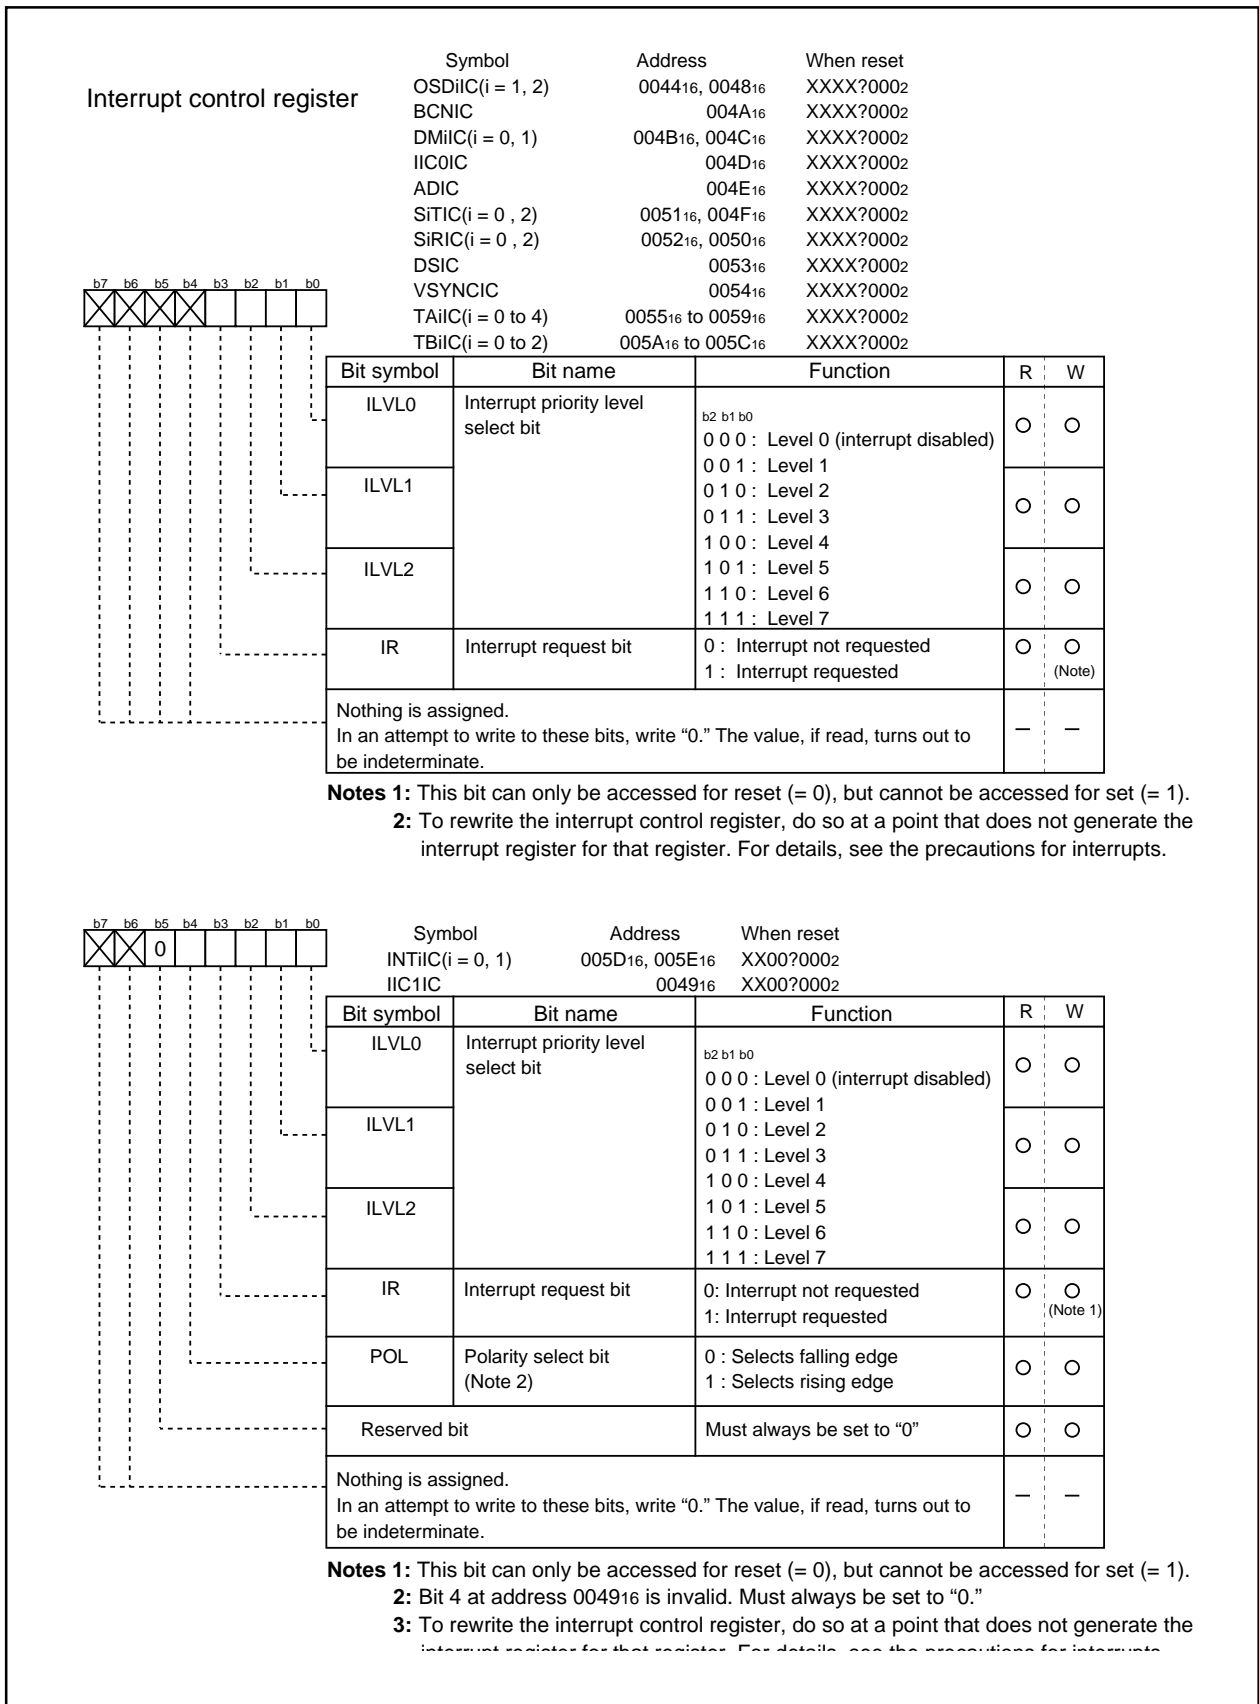 Interrupt control register
Symbol Address When reset
OSDiIC(i = 1, 2) 004416, 004816 XXXX?0002
BCNIC 004A16 XXXX?0002
DMiIC(i = 0, 1) 004B16, 004C16 XXXX?0002
IIC0IC 004D16 XXXX?0002
ADIC 004E16 XXXX?0002
SiTIC(i = 0 , 2) 005116, 004F16 XXXX?0002
SiRIC(i = 0 , 2) 005216, 005016 XXXX?0002
DSIC 005316 XXXX?0002
VSYNCIC 005416 XXXX?0002
TAiIC(i = 0 to 4) 005516 to 005916 XXXX?0002
TBiIC(i = 0 to 2) 005A16 to 005C16 XXXX?0002
b7 b6 b5 b4 b3 b2 b1 b0
Bit symbol Bit name Function R W
ILVL0 Interrupt priority level
select bit
b2 b1 b0
0 0 0 : Level 0 (interrupt disabled)
0 0 1 : Level 1
ILVL1
0 1 0 : Level 2
0 1 1 : Level 3
1 0 0 : Level 4
ILVL2
1 0 1 : Level 5
1 1 0 : Level 6
1 1 1 : Level 7
IR Interrupt request bit 0 : Interrupt not requested
1 : Interrupt requested (Note)
Nothing is assigned.
In an attempt to write to these bits, write “0.” The value, if read, turns out to
be indeterminate.
– –
Notes 1: This bit can only be accessed for reset (= 0), but cannot be accessed for set (= 1).
2: To rewrite the interrupt control register, do so at a point that does not generate the
interrupt register for that register. For details, see the precautions for interrupts.
b7 b6 b5 b4 b3 b2 b1 b0
0
Symbol Address When reset
INTiIC(i = 0, 1) 005D16, 005E16 XX00?0002
IIC1IC 004916 XX00?0002
Bit symbol Bit name Function R W
ILVL0 Interrupt priority level
select bit
b2 b1 b0
0 0 0 : Level 0 (interrupt disabled)
0 0 1 : Level 1
ILVL1
0 1 0 : Level 2
0 1 1 : Level 3
1 0 0 : Level 4
ILVL2
1 0 1 : Level 5
1 1 0 : Level 6
1 1 1 : Level 7
IR Interrupt request bit 0: Interrupt not requested
1: Interrupt requested (Note 1)
POL Polarity select bit 0 : Selects falling edge
(Note 2) 1 : Selects rising edge
Reserved bit Must always be set to “0”
Nothing is assigned.
In an attempt to write to these bits, write “0.” The value, if read, turns out to
be indeterminate.
– –
Notes 1: This bit can only be accessed for reset (= 0), but cannot be accessed for set (= 1).
2: Bit 4 at address 004916 is invalid. Must always be set to “0.”
3: To rewrite the interrupt control register, do so at a point that does not generate the
interrupt register for that register. For details, see the precautions for interrupts.